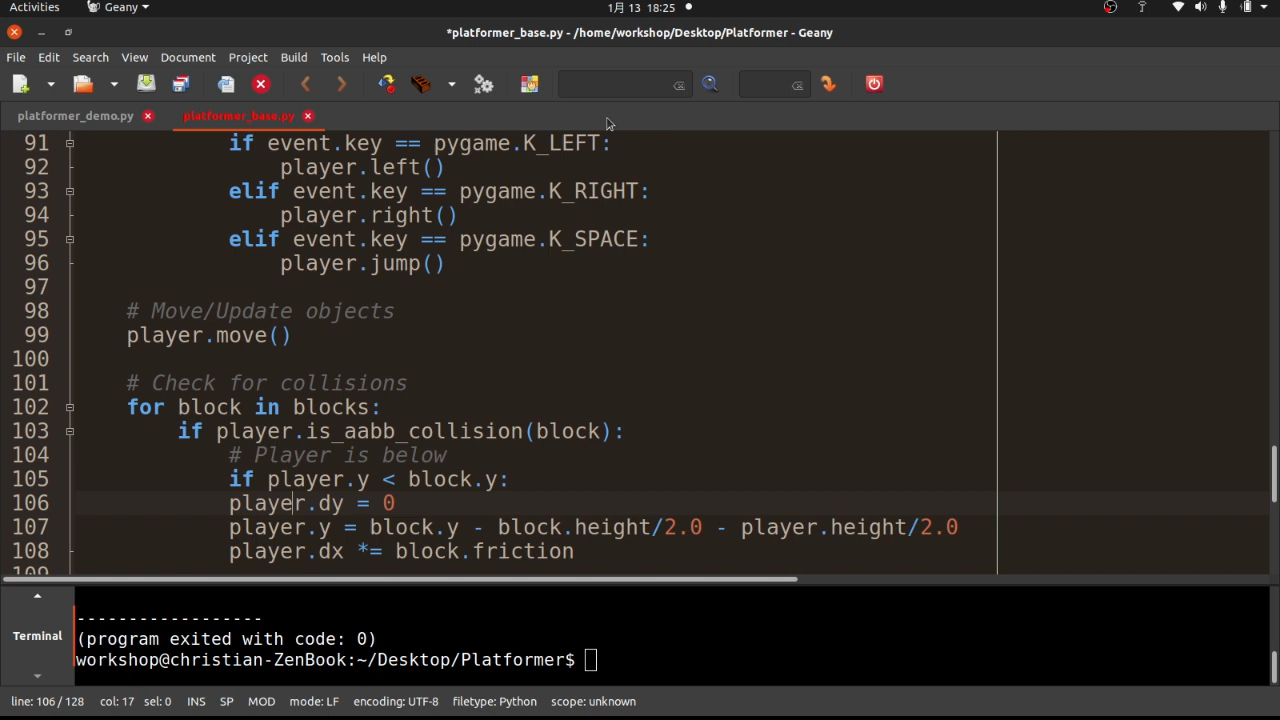 Activities
Geany
1月 13 18:25
*platformer_base.py - /home/workshop/Desktop/Platformer - Geany
File Edit Search View Document Project Build Tools Help
platformer_demo.py
platformer_base.py
91 if event.key == pygame.K_LEFT:
92 player.left()
93 elif event.key == pygame.K_RIGHT:
94 player.right()
95 elif event.key == pygame.K_SPACE:
96 player.jump()
97
98 # Move/Update objects
99 player.move()
100
101 # Check for collisions
102 for block in blocks:
103 if player.is_aabb_collision(block):
104 # Player is below
105 if player.y < block.y:
106 player.dy = 0
107 player.y = block.y - block.height/2.0 - player.height/2.0
108 player.dx *= block.friction
109
Terminal
-----------------
(program exited with code: 0)
workshop@christian-ZenBook:~/Desktop/Platformer$
line: 106 / 128 col: 17 sel: 0 INS SP MOD mode: LF encoding: UTF-8 filetype: Python scope: unknown